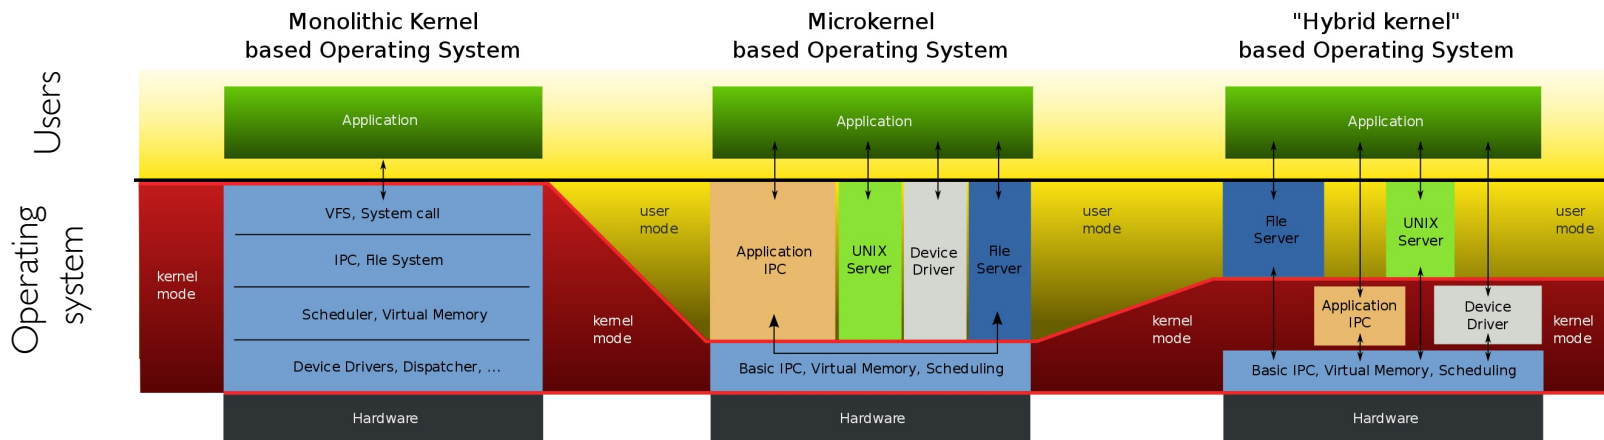 Monolithic Kernel
based Operating System
Microkernel
based Operating System
"Hybrid kernel"
based Operating System
Users
Operating
system
Application
VFS, System call
IPC, File System
Scheduler, Virtual Memory
Device Drivers, Dispatcher, ...
Hardware
kernel
mode
user
mode
kernel
mode
Application
Application
IPC
UNIX
Server
Device
Driver
File
Server
Basic IPC, Virtual Memory, Scheduling
Hardware
user
mode
kernel
mode
Application
File
Server
UNIX
Server
Application
IPC
Device
Driver
Basic IPC, Virtual Memory, Scheduling
Hardware
user
mode
kernel
mode